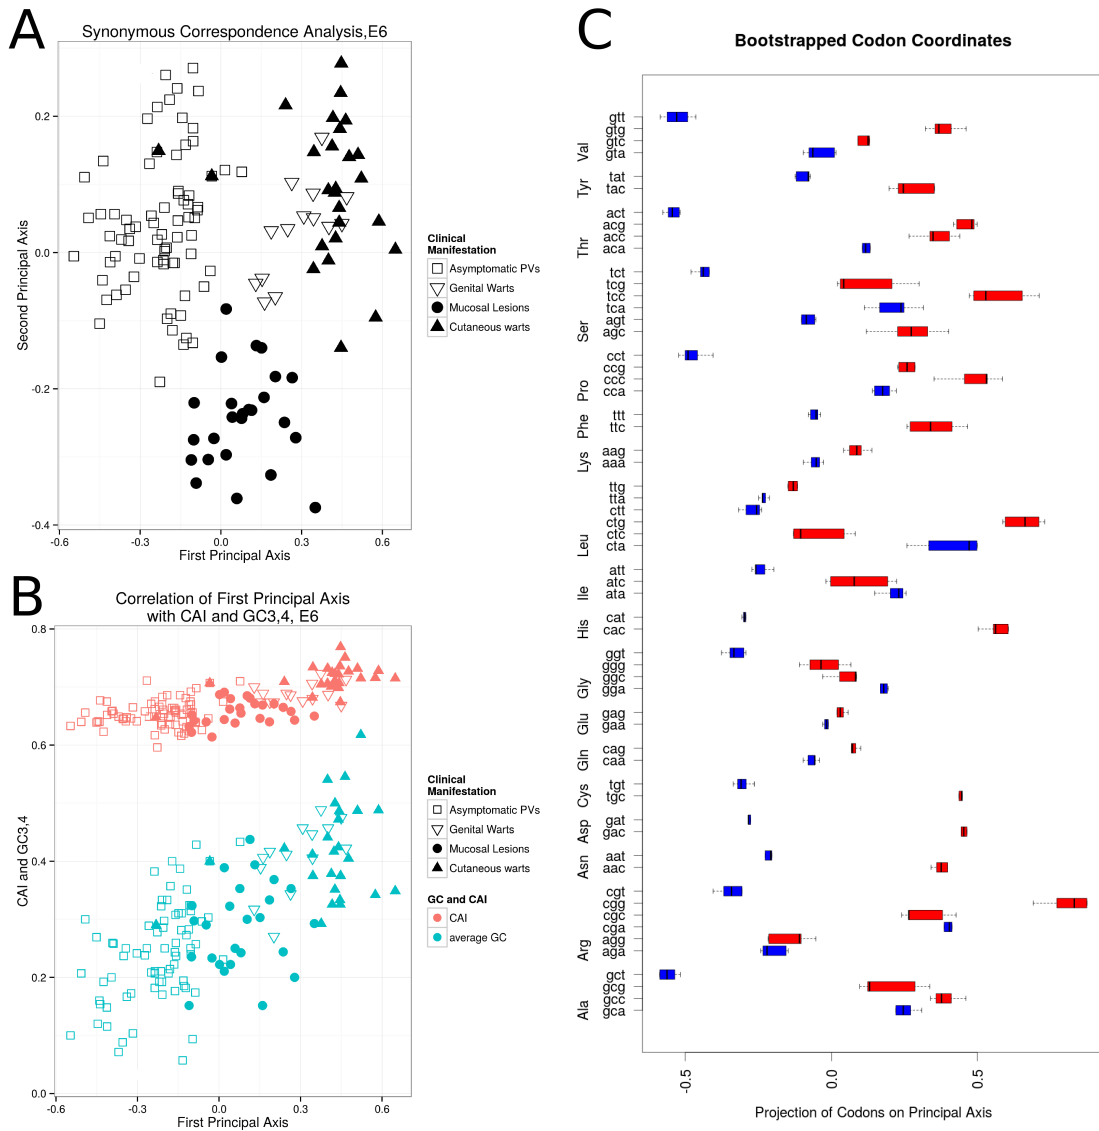 A
Synonymous Correspondence Analysis,E6
Second Principal Axis
0.2
0.0
-0.2
-0.4
-0.6
-0.3
0.0
0.3
0.6
First Principal Axis
Clinical
Manifestation
Asymptomatic PVs
Genital Warts
Mucosal Lesions
Cutaneous warts
B
Correlation of First Principal Axis
with CAI and GC3,4, E6
CAI and GC3,4
0.8
0.6
0.4
0.2
0.0
-0.6
-0.3
0.0
0.3
0.6
First Principal Axis
Clinical
Manifestation
Asymptomatic PVs
Genital Warts
Mucosal Lesions
Cutaneous warts
GC and CAI
CAI
average GC
C
Bootstrapped Codon Coordinates
Val
gtt
gtg
gtc
gta
Tyr
tat
tac
Thr
act
acg
acc
aca
Ser
tct
tcg
tcc
tca
agt
agc
Pro
cct
ccg
ccc
cca
Phe
ttt
ttc
Lys
aag
aaa
Leu
ttg
tta
ctt
ctg
ctc
cta
Ile
att
atc
ata
His
cat
cac
Gly
ggt
ggg
ggc
gga
Glu
gag
gaa
Gln
cag
caa
Cys
tgt
tgc
Asp
gat
gac
Asn
aat
aac
Arg
cgt
cgg
cgc
cga
agg
aga
Ala
gct
gcg
gcc
gca
-0.5
0.0
0.5
Projection of Codons on Principal Axis